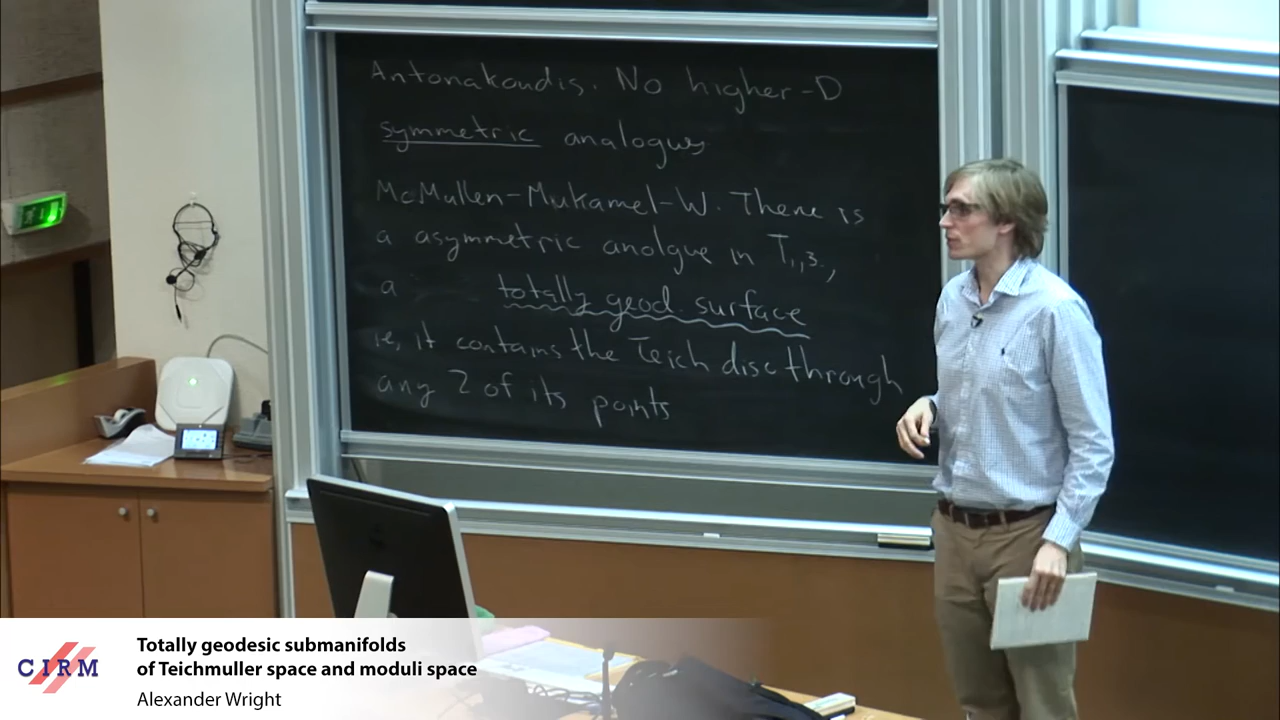 Antonakoudis. No higher-D
symmetric analogues
McMullen-Mukamel-W. There is
a asymmetric anolgue in T1,3.,
a totally geod. surface
ie, it contains the Teich disc through
any 2 of its points
CIRM
Totally geodesic submanifolds
of Teichmuller space and moduli space
Alexander Wright